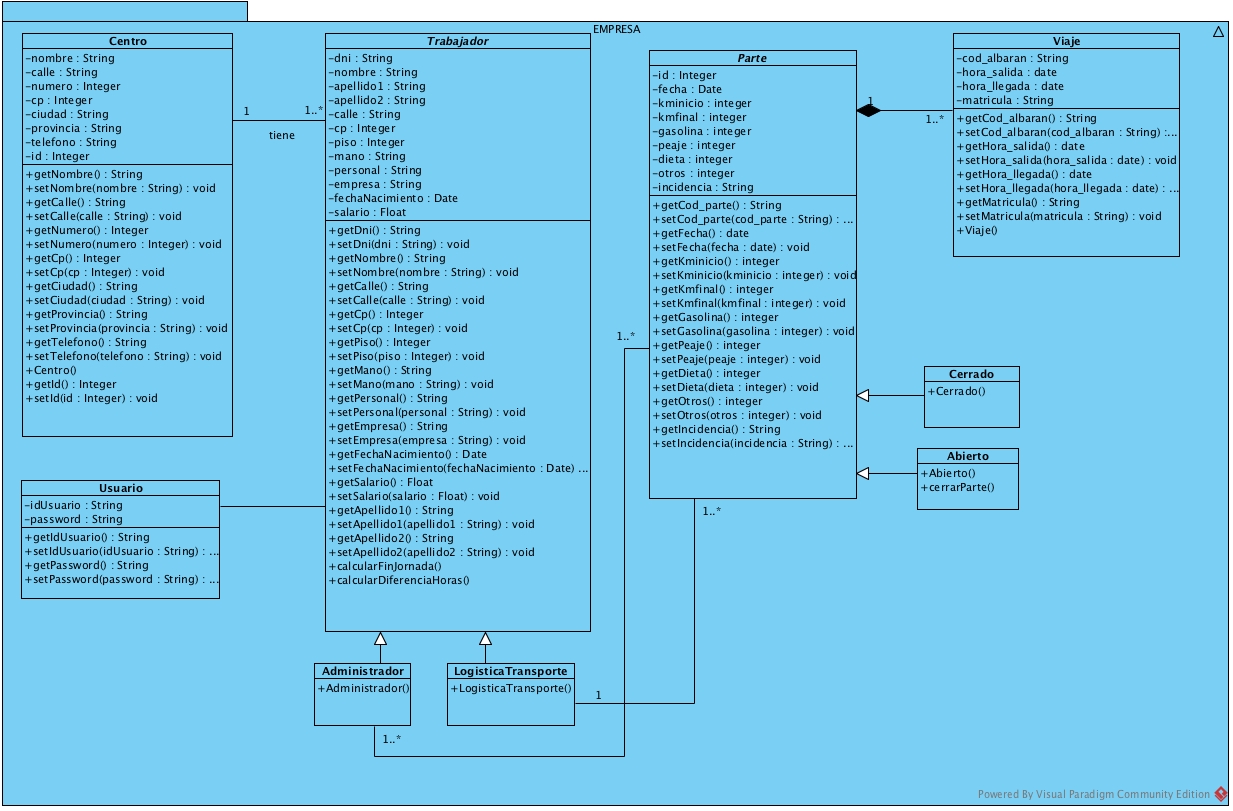 EMPRESA
Centro
-nombre : String
-calle : String
-numero : Integer
-cp : Integer
-ciudad : String
-provincia : String
-telefono : String
-id : Integer
+getNombre() : String
+setNombre(nombre : String) : void
+getCalle() : String
+setCalle(calle : String) : void
+getNumero() : Integer
+setNumero(numero : Integer) : void
+getCp() : Integer
+setCp(cp : Integer) : void
+getCiudad() : String
+setCiudad(ciudad : String) : void
+getProvincia() : String
+setProvincia(provincia : String) : void
+getTelefono() : String
+setTelefono(telefono : String) : void
+Centro()
+getId() : Integer
+setId(id : Integer) : void
1
1..*
tiene
Trabajador
-dni : String
-nombre : String
-apellido1 : String
-apellido2 : String
-calle : String
-cp : Integer
-piso : Integer
-mano : String
-personal : String
-empresa : String
-fechaNacimiento : Date
-salario : Float
+getDni() : String
+setDni(dni : String) : void
+getNombre() : String
+setNombre(nombre : String) : void
+getCalle() : String
+setCalle(calle : String) : void
+getCp() : Integer
+setCp(cp : Integer) : void
+getPiso() : Integer
+setPiso(piso : Integer) : void
+getMano() : String
+setMano(mano : String) : void
+getPersonal() : String
+setPersonal(personal : String) : void
+getEmpresa() : String
+setEmpresa(empresa : String) : void
+getFechaNacimiento() : Date
+setFechaNacimiento(fechaNacimiento : Date) ...
+getSalario() : Float
+setSalario(salario : Float) : void
+getApellido1() : String
+setApellido1(apellido1 : String) : void
+getApellido2() : String
+setApellido2(apellido2 : String) : void
+calcularFinJornada()
+calcularDiferenciaHoras()
Parte
-id : Integer
-fecha : Date
-kminicio : integer
-kmfinal : integer
-gasolina : integer
-peaje : integer
-dieta : integer
-otros : integer
-incidencia : String
+getCod_parte() : String
+setCod_parte(cod_parte : String) : ...
+getFecha() : date
+setFecha(fecha : date) : void
+getKminicio() : integer
+setKminicio(kminicio : integer) : void
+getKmfinal() : integer
+setKmfinal(kmfinal : integer) : void
+getGasolina() : integer
+setGasolina(gasolina : integer) : void
+getPeaje() : integer
+setPeaje(peaje : integer) : void
+getDieta() : integer
+setDieta(dieta : integer) : void
+getOtros() : integer
+setOtros(otros : integer) : void
+getIncidencia() : String
+setIncidencia(incidencia : String) : ...
1
1..*
Viaje
-cod_albaran : String
-hora_salida : date
-hora_llegada : date
-matricula : String
+getCod_albaran() : String
+setCod_albaran(cod_albaran : String) :...
+getHora_salida() : date
+setHora_salida(hora_salida : date) : void
+getHora_llegada() : date
+setHora_llegada(hora_llegada : date) : ...
+getMatricula() : String
+setMatricula(matricula : String) : void
+Viaje()
1..*
Cerrado
+Cerrado()
Abierto
+Abierto()
+cerrarParte()
1..*
Usuario
-idUsuario : String
-password : String
+getIdUsuario() : String
+setIdUsuario(idUsuario : String) : ...
+getPassword() : String
+setPassword(password : String) : ...
Administrador
+Administrador()
LogisticaTransporte
+LogisticaTransporte()
1
1..*
Powered By Visual Paradigm Community Edition